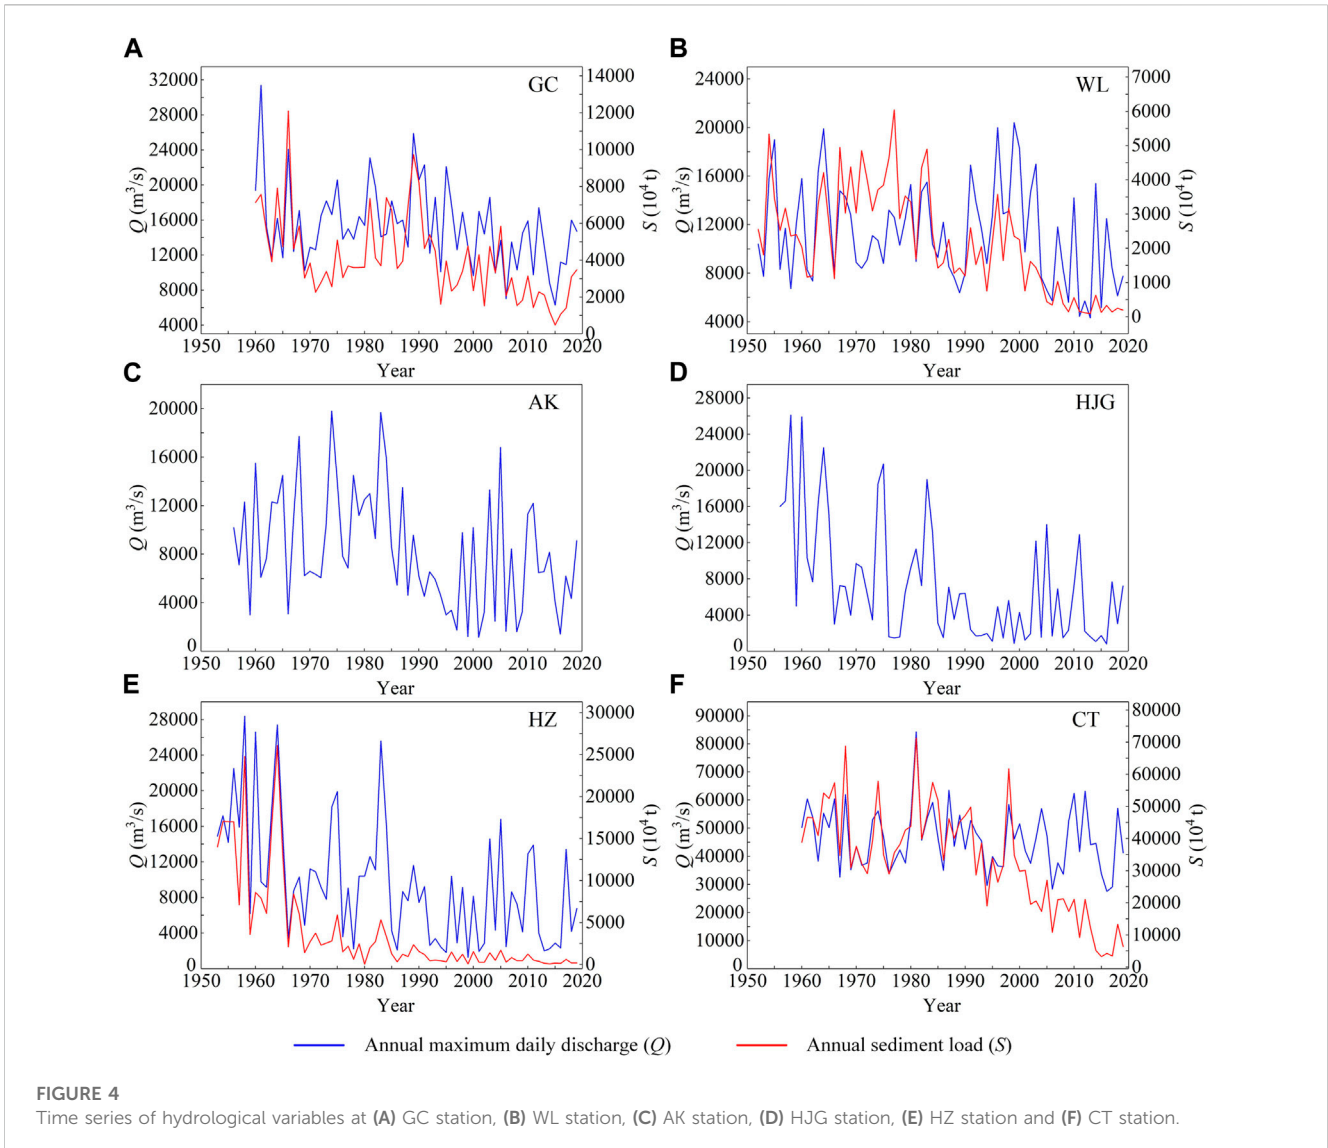 A
GC
Q (m³/s)
32000
28000
24000
20000
16000
12000
8000
4000
S (10⁴ t)
14000
12000
10000
8000
6000
4000
2000
0
1950 1960 1970 1980 1990 2000 2010 2020
Year
B
WL
Q (m³/s)
24000
20000
16000
12000
8000
4000
S (10⁴ t)
7000
6000
5000
4000
3000
2000
1000
0
1950 1960 1970 1980 1990 2000 2010 2020
Year
C
AK
Q (m³/s)
20000
16000
12000
8000
4000
0
1950 1960 1970 1980 1990 2000 2010 2020
Year
D
HJG
Q (m³/s)
28000
24000
20000
16000
12000
8000
4000
0
1950 1960 1970 1980 1990 2000 2010 2020
Year
E
HZ
Q (m³/s)
28000
24000
20000
16000
12000
8000
4000
0
S (10⁴ t)
30000
25000
20000
15000
10000
5000
0
1950 1960 1970 1980 1990 2000 2010 2020
Year
F
CT
Q (m³/s)
90000
80000
70000
60000
50000
40000
30000
20000
10000
0
S (10⁴ t)
80000
70000
60000
50000
40000
30000
20000
10000
0
1950 1960 1970 1980 1990 2000 2010 2020
Year
Annual maximum daily discharge (Q)
Annual sediment load (S)
FIGURE 4
Time series of hydrological variables at (A) GC station, (B) WL station, (C) AK station, (D) HJG station, (E) HZ station and (F) CT station.